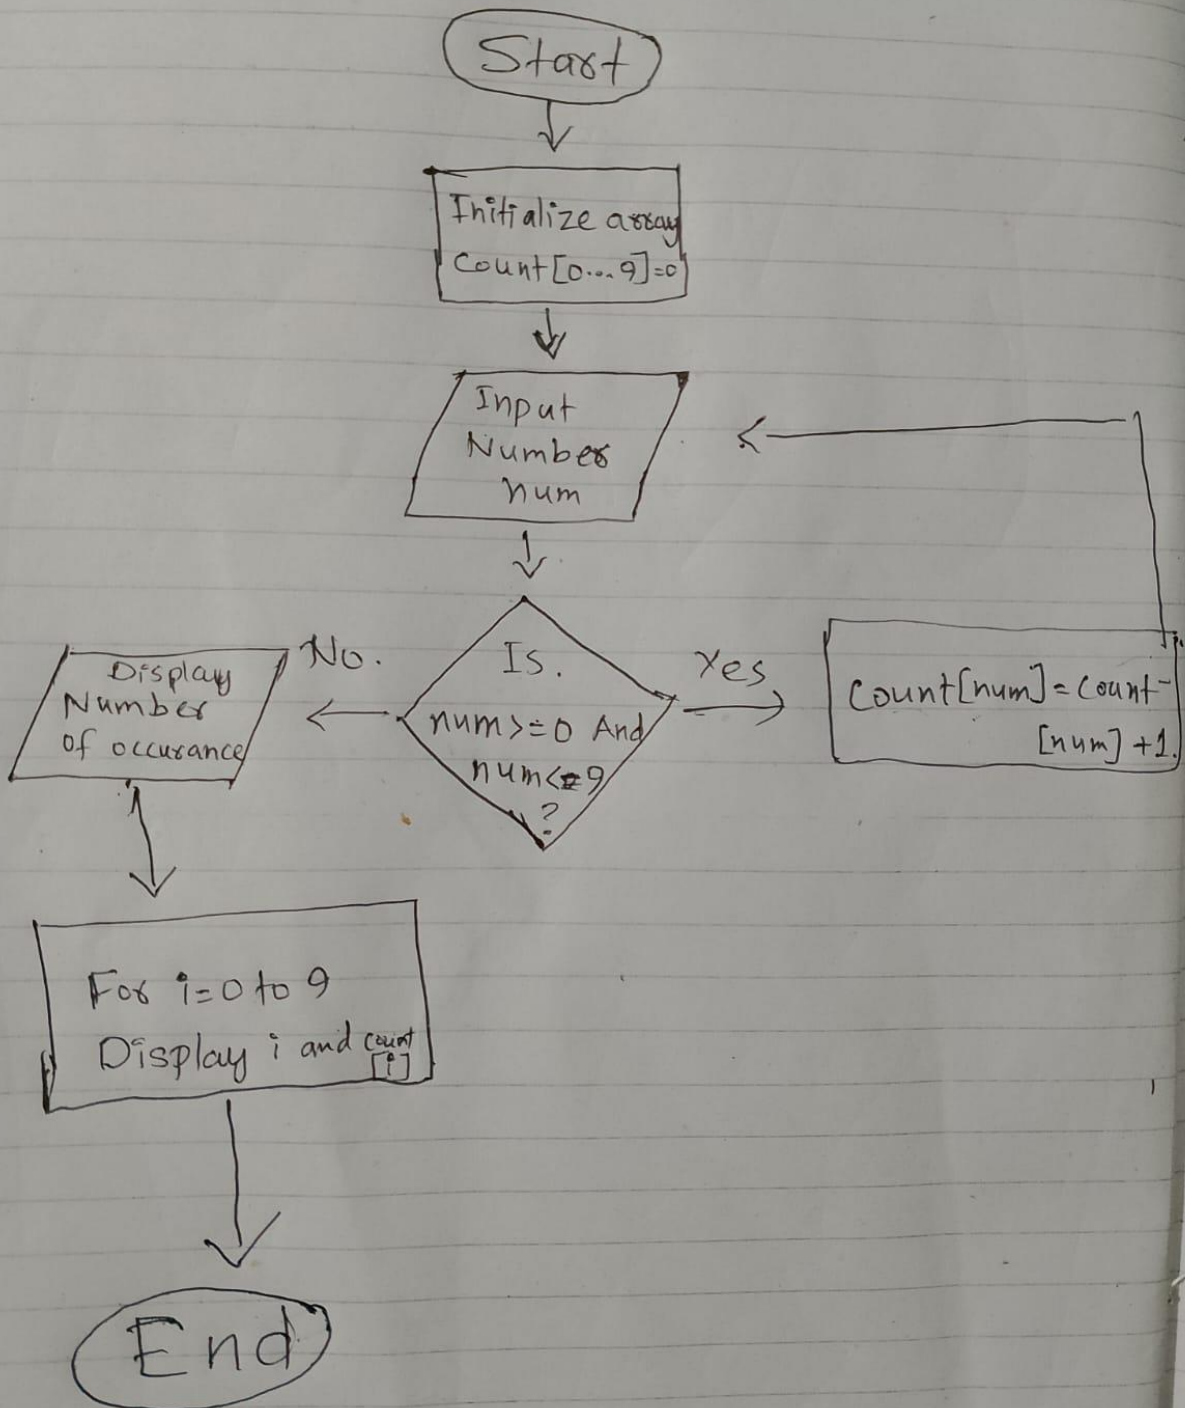 Start
Initialize array
Count[0...9]=0
Input
Number
num
Is.
num>=0 And
num<=9
?
Yes
Count[num]=Count-
[num]+1.
No.
Display
Number
of occurance
For i=0 to 9
Display i and count
[i]
End